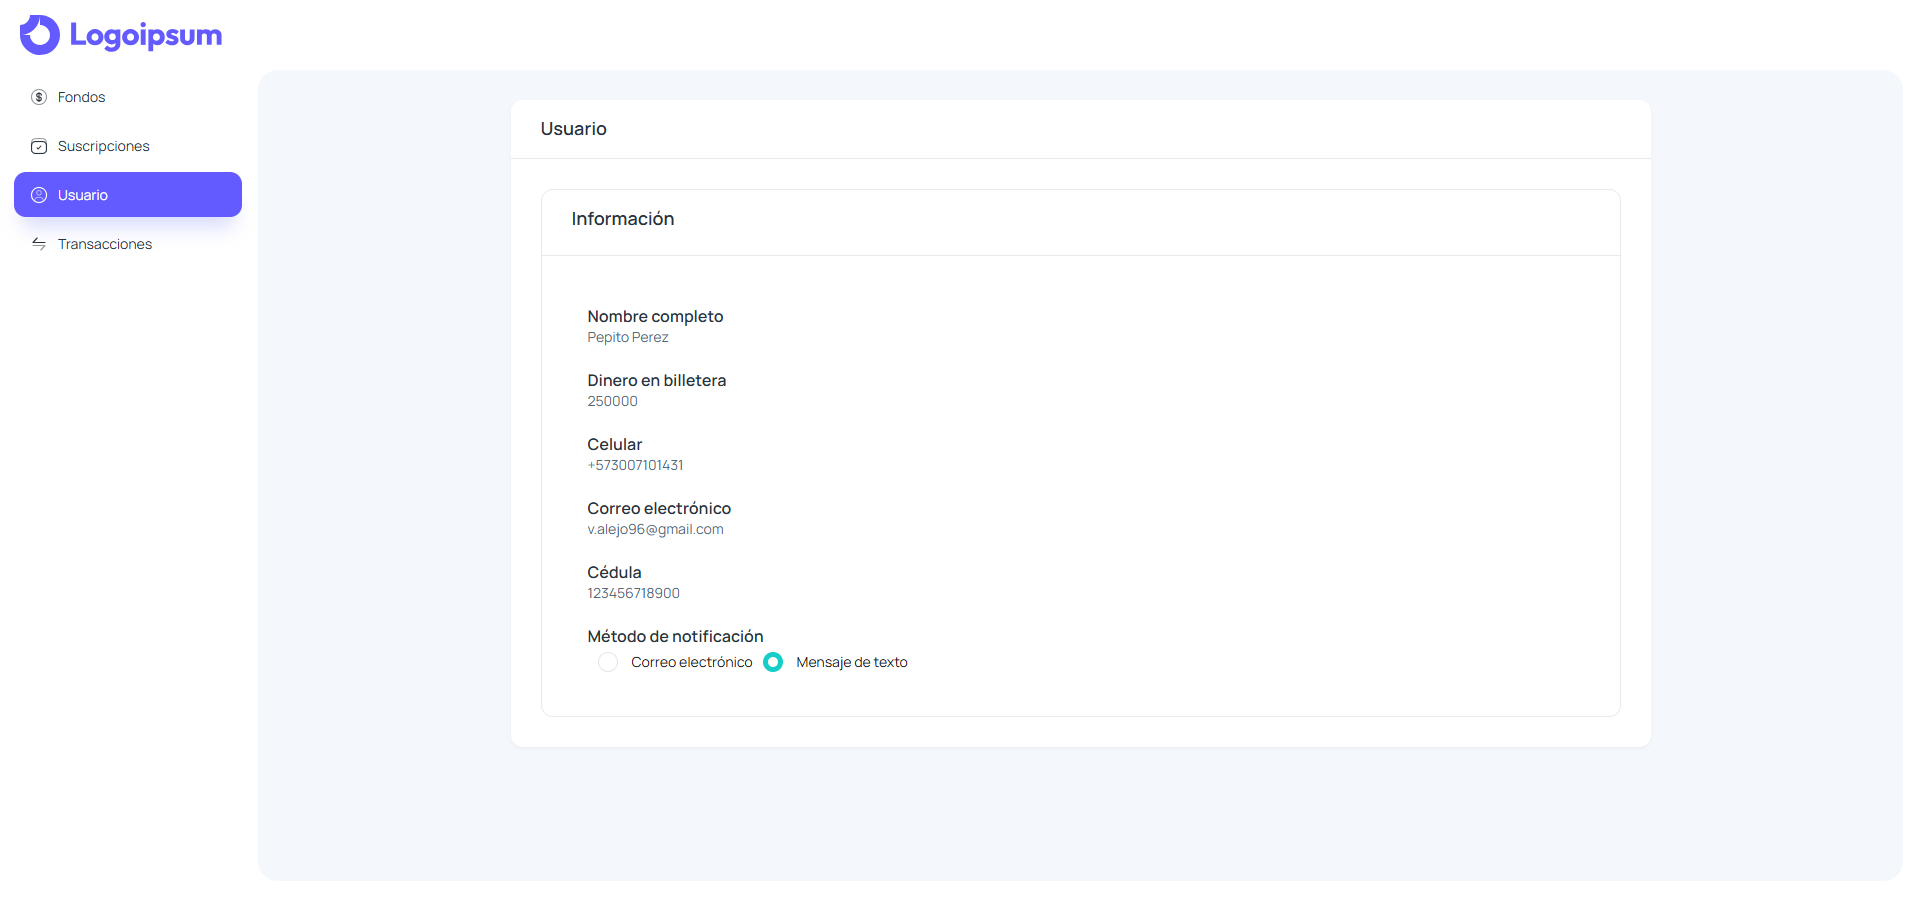 Logoipsum
Fondos
Suscripciones
Usuario
Transacciones
Usuario
Información
Nombre completo
Pepito Perez
Dinero en billetera
250000
Celular
+573007101431
Correo electrónico
v.alejo96@gmail.com
Cédula
123456718900
Método de notificación
Correo electrónico Mensaje de texto